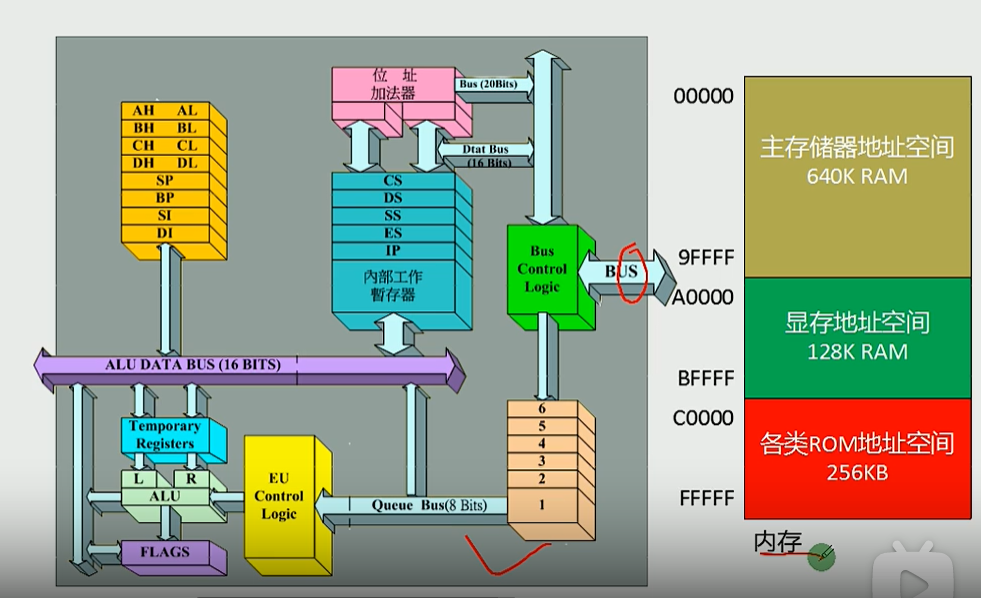 位 址
加法器
Bus (20Bits)
Dtat Bus
(16 Bits)
AH AL
BH BL
CH CL
DH DL
SP
BP
SI
DI
CS
DS
SS
ES
IP
內部工作
暫存器
Bus
Control
Logic
BUS
ALU DATA BUS (16 BITS)
Temporary
Registers
L R
ALU
FLAGS
EU
Control
Logic
Queue Bus(8 Bits)
6
5
4
3
2
1
00000
主存储器地址空间
640K RAM
9FFFF
A0000
显存地址空间
128K RAM
BFFFF
C0000
各类ROM地址空间
256KB
FFFFF
内存